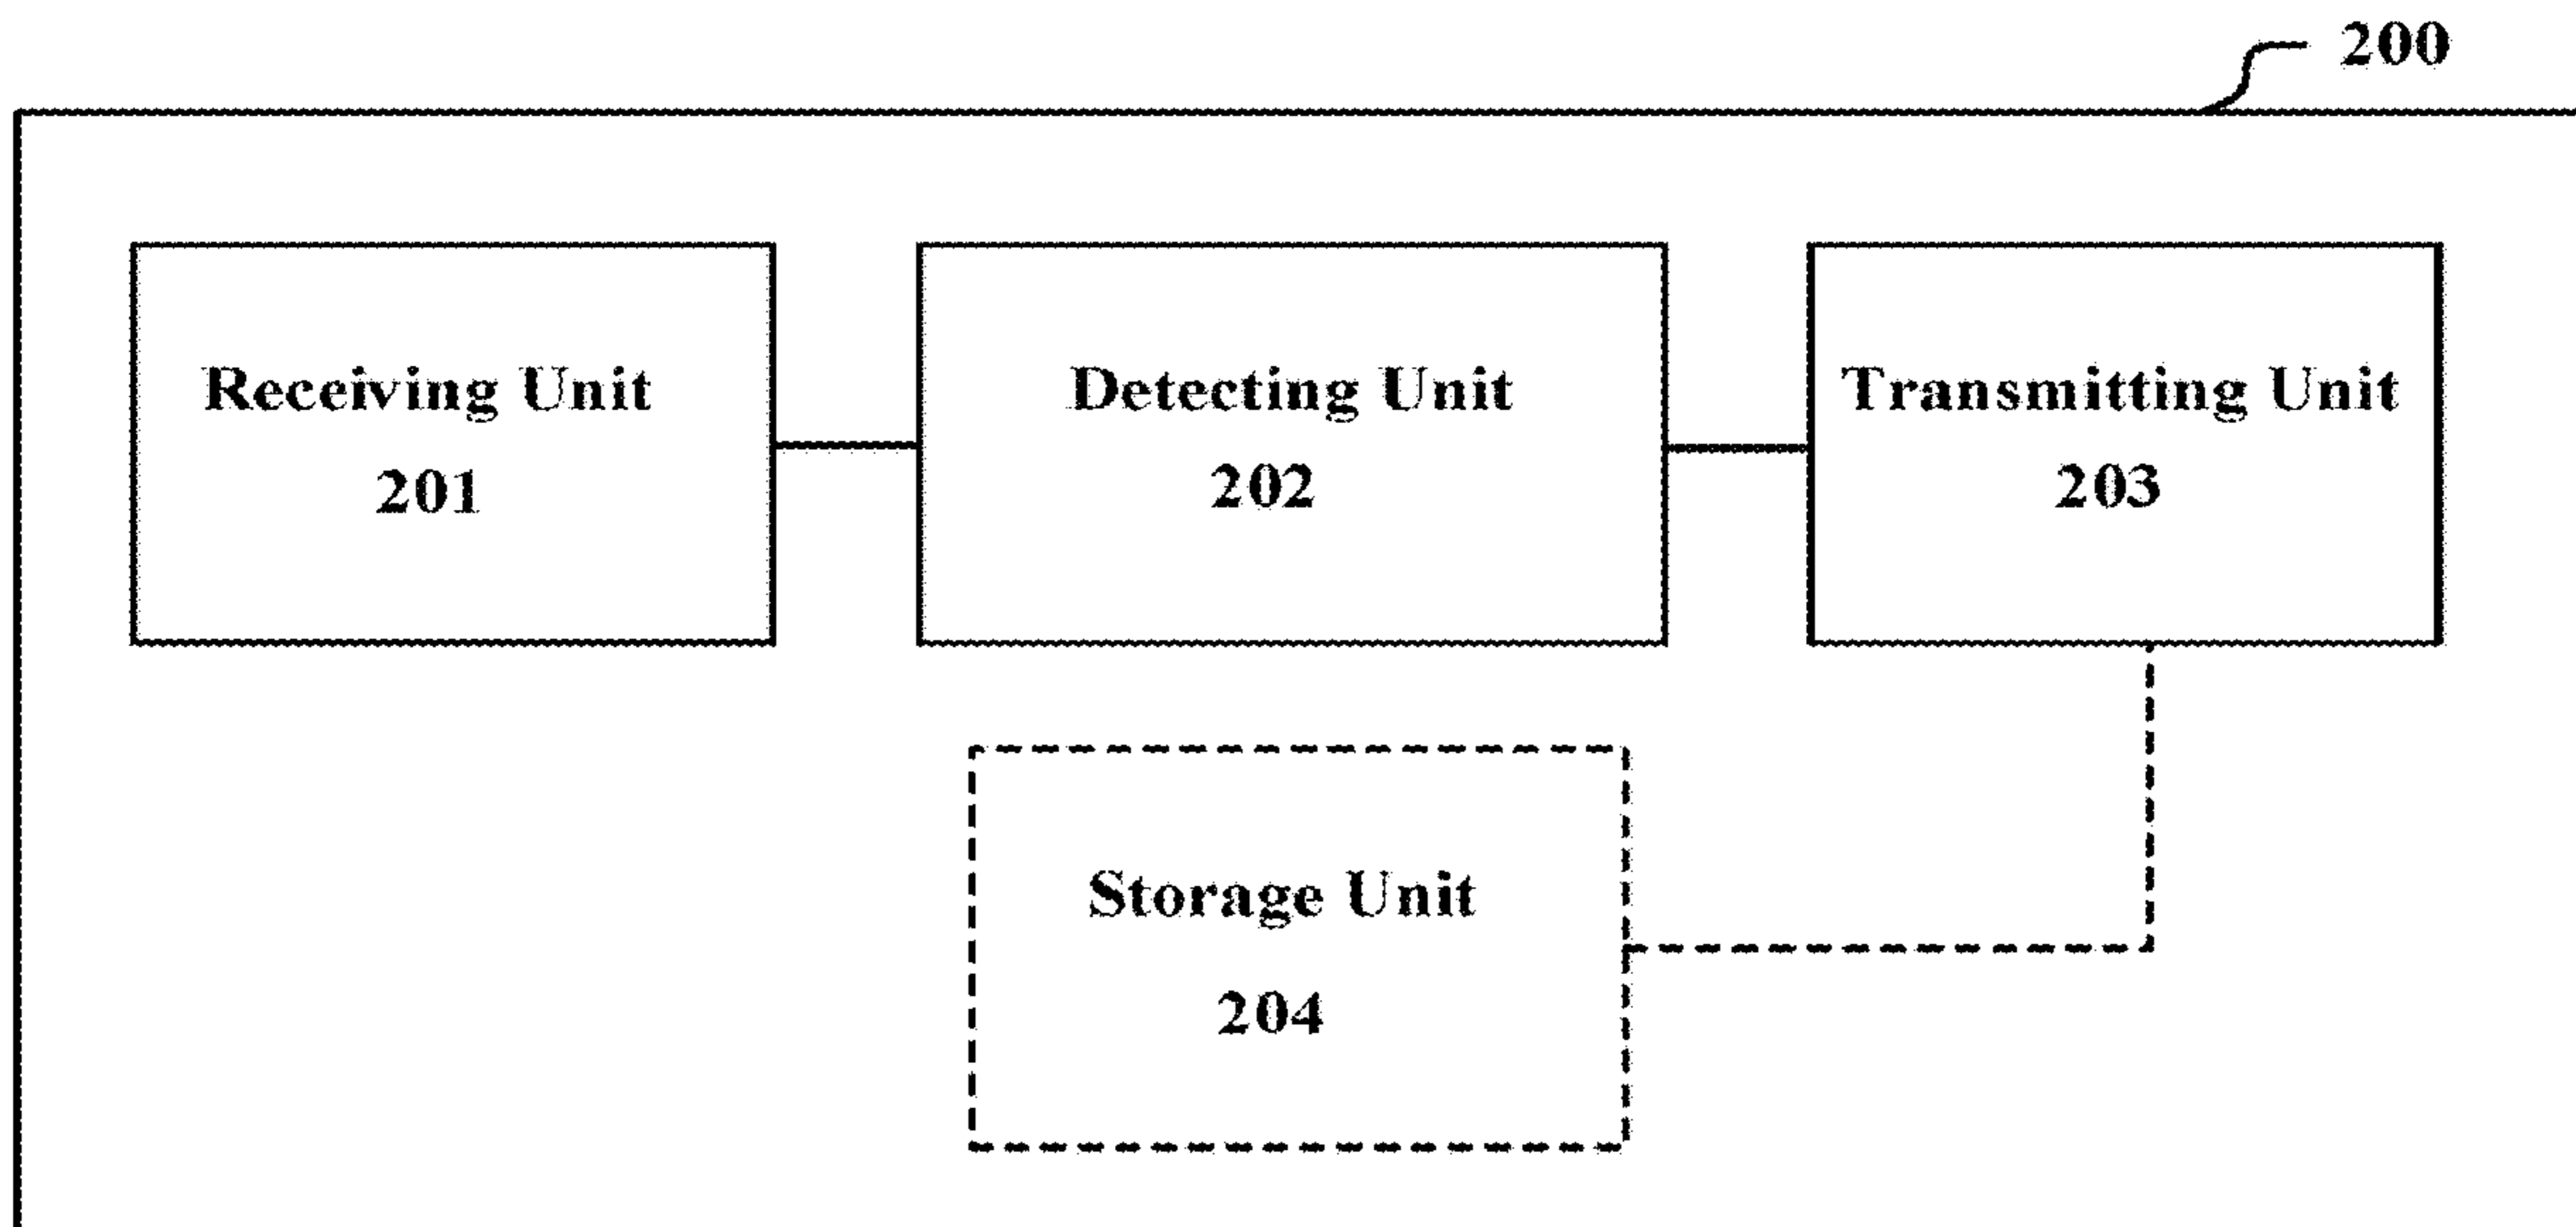 200
Receiving Unit
201
Detecting Unit
202
Transmitting Unit
203
Storage Unit
204